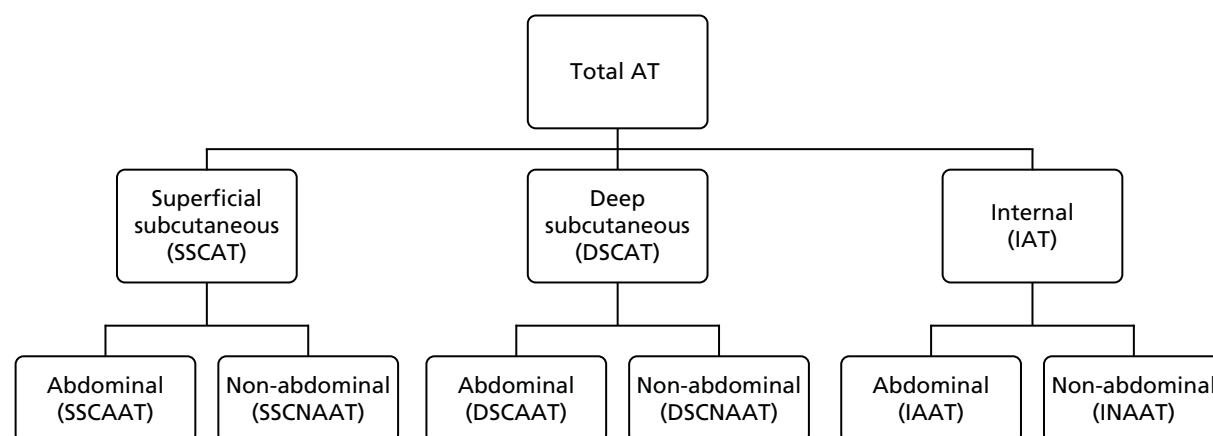 Total AT
Superficial
subcutaneous
(SSCAT)
Deep
subcutaneous
(DSCAT)
Internal
(IAT)
Abdominal
(SSCAAT)
Non-abdominal
(SSCNAAT)
Abdominal
(DSCAAT)
Non-abdominal
(DSCNAAT)
Abdominal
(IAAT)
Non-abdominal
(INAAT)